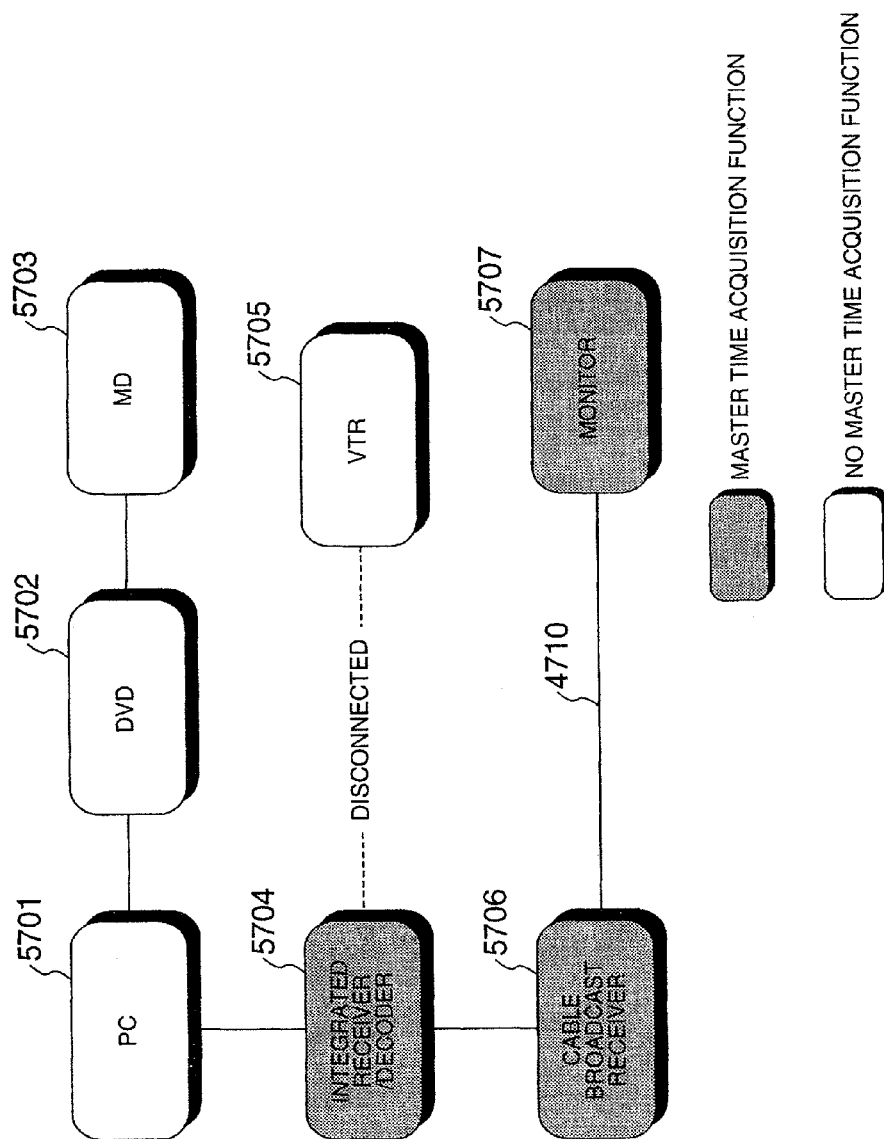 5701
PC
5702
DVD
5703
MD
5704
INTEGRATED
RECEIVER
/DECODER
DISCONNECTED
5705
VTR
5706
CABLE
BROADCAST
RECEIVER
4710
5707
MONITOR
MASTER TIME ACQUISITION FUNCTION
NO MASTER TIME ACQUISITION FUNCTION